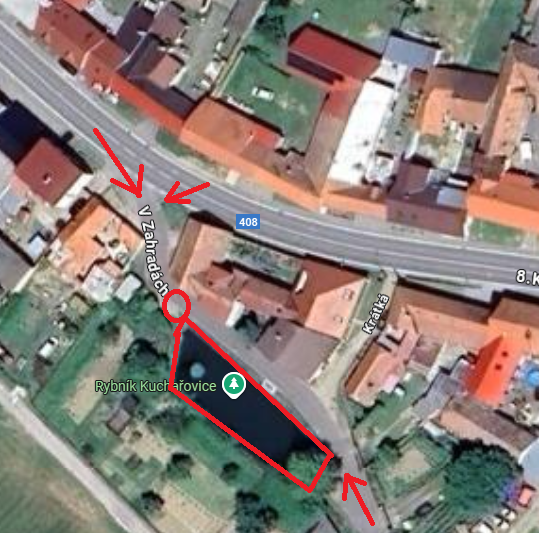 408
V Zahradách
8.K
Krátká
Rybník Kuchařovice